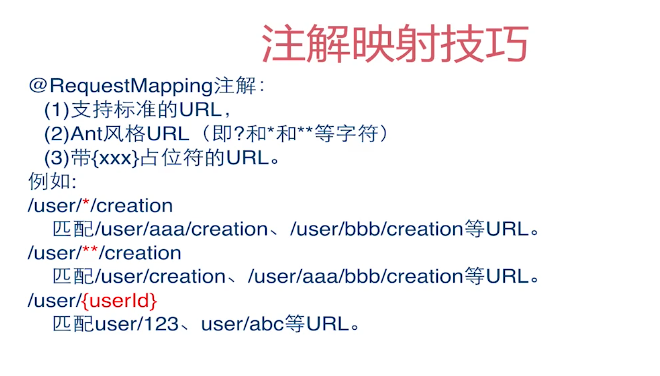 注解映射技巧
@RequestMapping注解：
(1)支持标准的URL，
(2)Ant风格URL（即?和*和**等字符）
(3)带{xxx}占位符的URL。
例如:
/user/*/creation
匹配/user/aaa/creation、/user/bbb/creation等URL。
/user/**/creation
匹配/user/creation、/user/aaa/bbb/creation等URL。
/user/{userId}
匹配user/123、user/abc等URL。